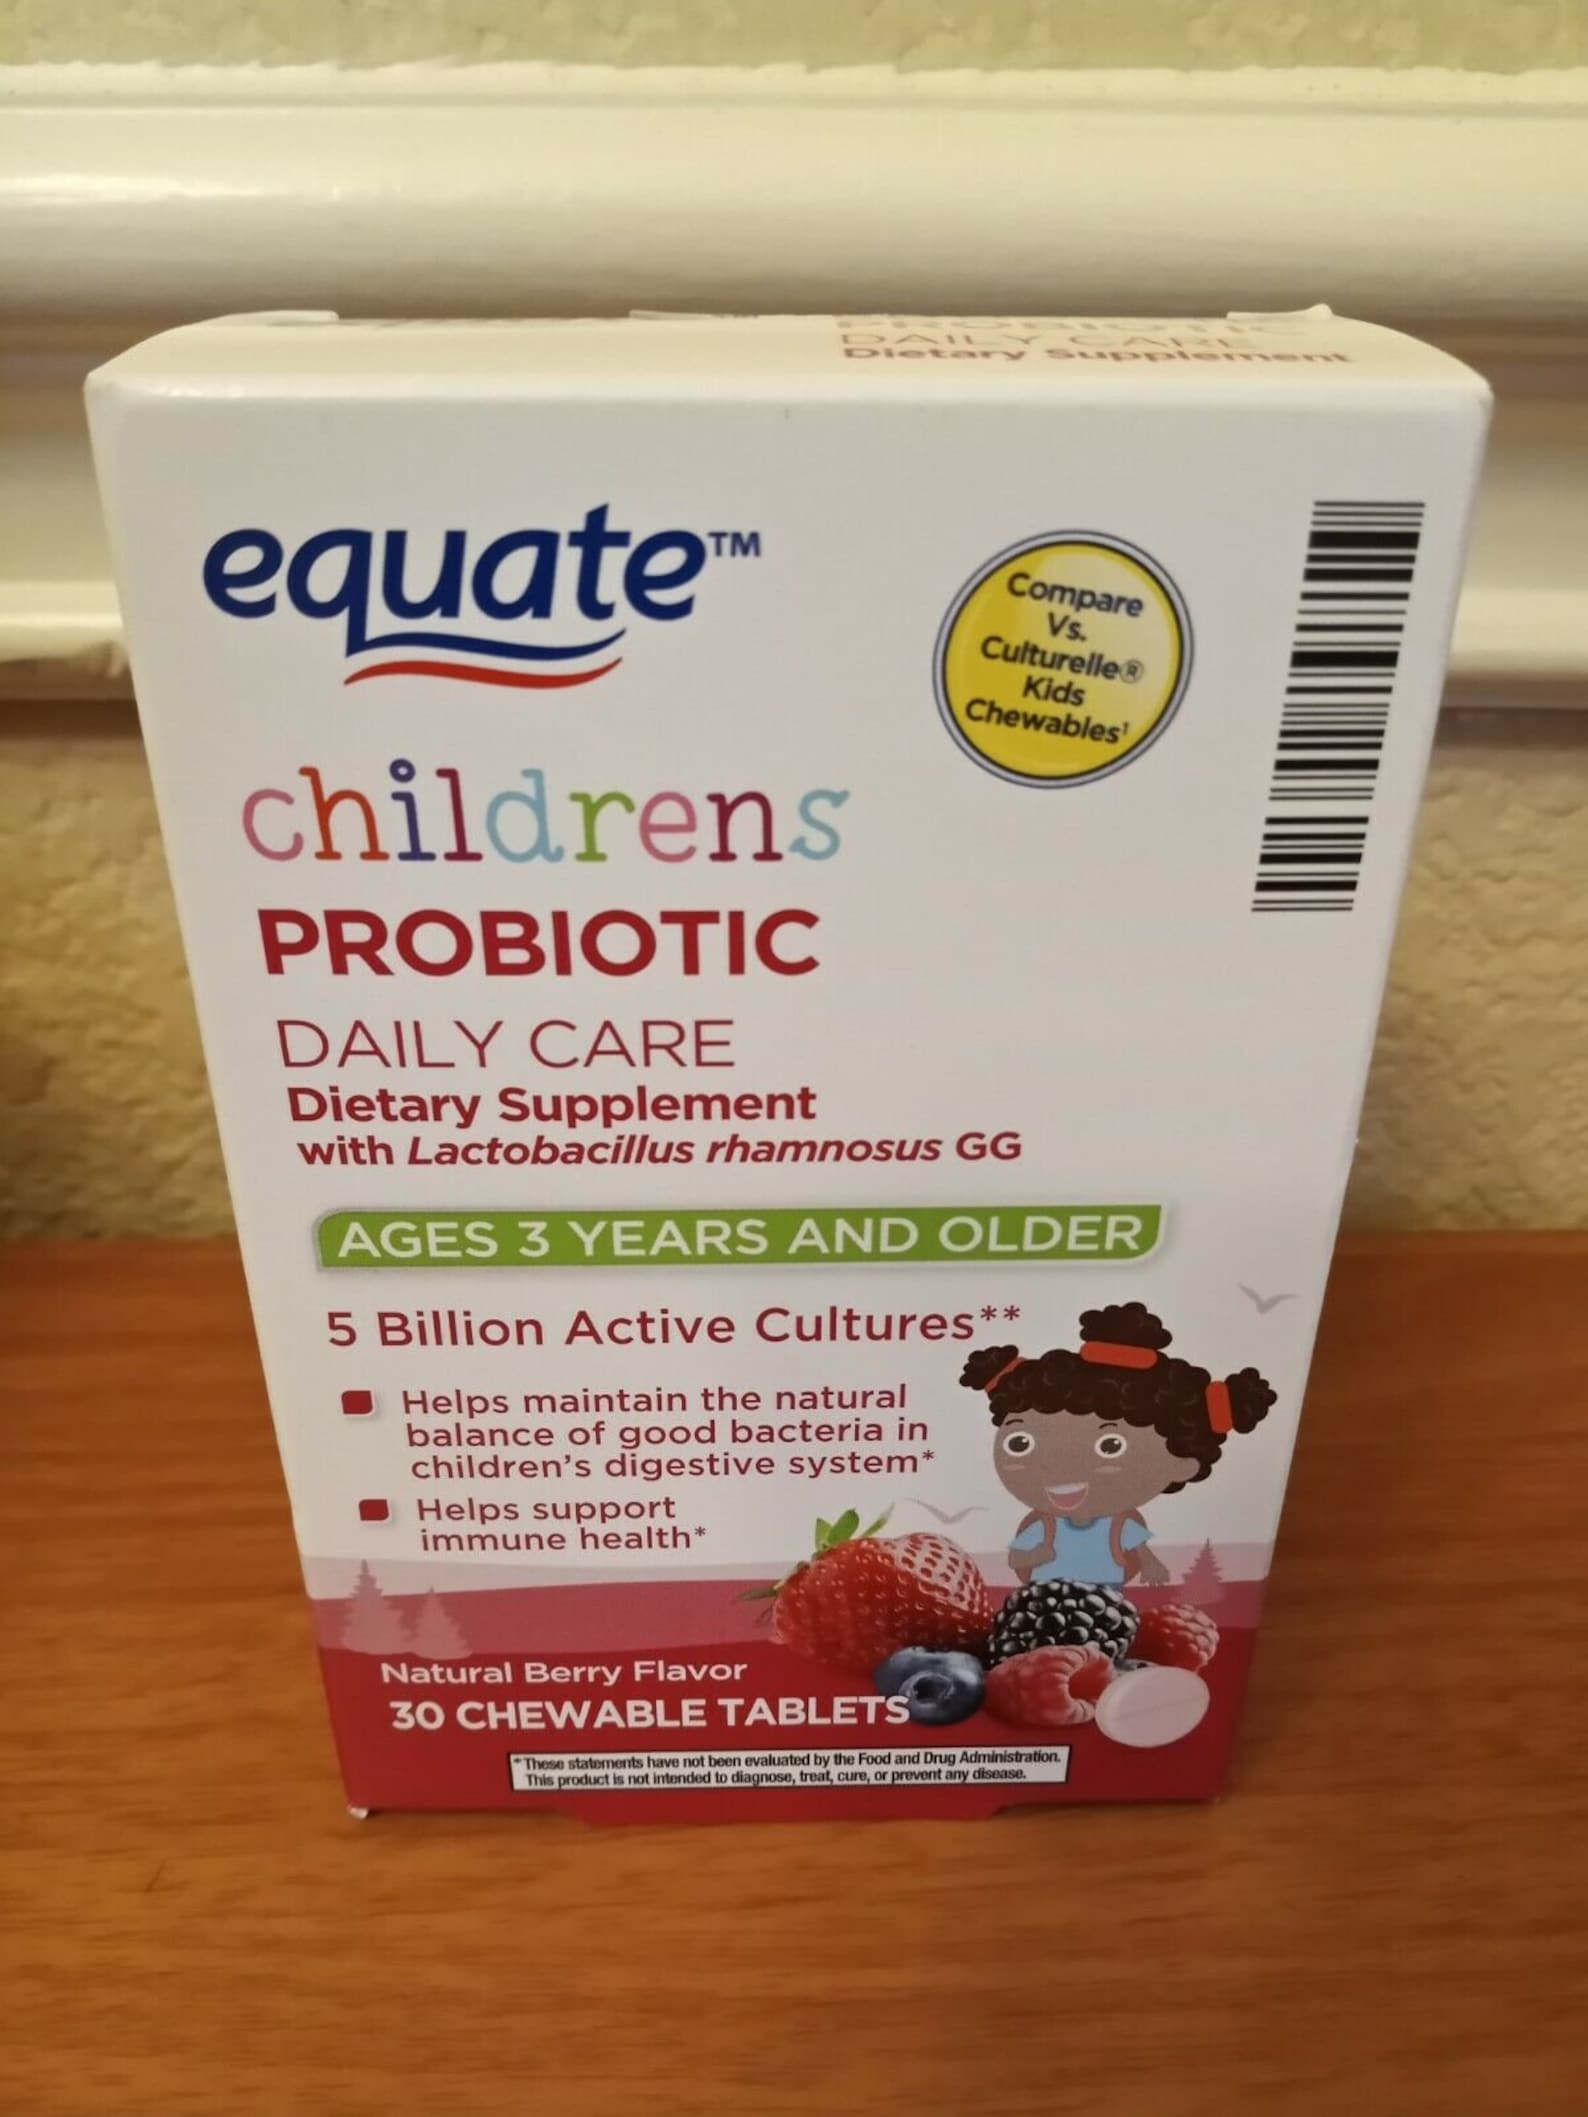 PROBIOTIC
DAILY CARE
Dietary Supplement
equate™
Compare
Vs.
Culturelle®
Kids
Chewables¹
childrens
PROBIOTIC
DAILY CARE
Dietary Supplement
with Lactobacillus rhamnosus GG
AGES 3 YEARS AND OLDER
5 Billion Active Cultures**
Helps maintain the natural
balance of good bacteria in
children's digestive system*
Helps support
immune health*
Natural Berry Flavor
30 CHEWABLE TABLETS
*These statements have not been evaluated by the Food and Drug Administration.
This product is not intended to diagnose, treat, cure, or prevent any disease.